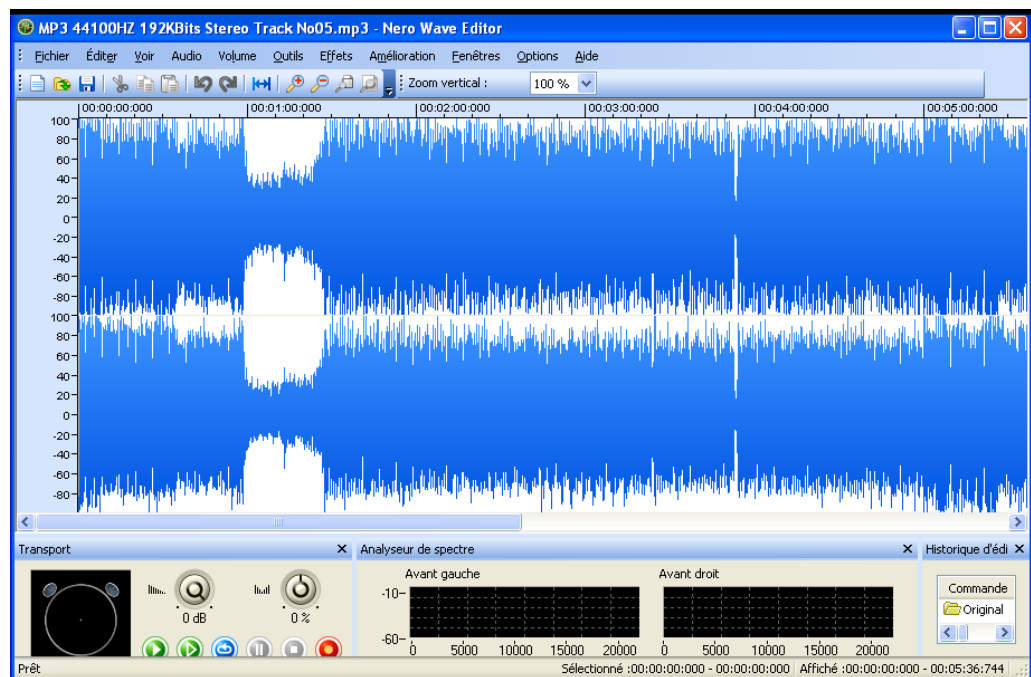 MP3 44100HZ 192KBits Stereo Track No05.mp3 - Nero Wave Editor
Fichier Éditer Voir Audio Volume Outils Effets Amélioration Fenêtres Options Aide
Zoom vertical : 100 %
00:00:00:000 00:01:00:000 00:02:00:000 00:03:00:000 00:04:00:000 00:05:00:000
100
80
60
40
20
0
-20
-40
-60
-80
100
80
60
40
20
0
-20
-40
-60
-80
Transport Analyseur de spectre Historique d'édi
Avant gauche Avant droit
-10
Commande
0 dB 0 %
Original
-60
0 5000 10000 15000 20000 0 5000 10000 15000 20000
Prêt Sélectionné :00:00:00:000 - 00:00:00:000 Affiché :00:00:00:000 - 00:05:36:744